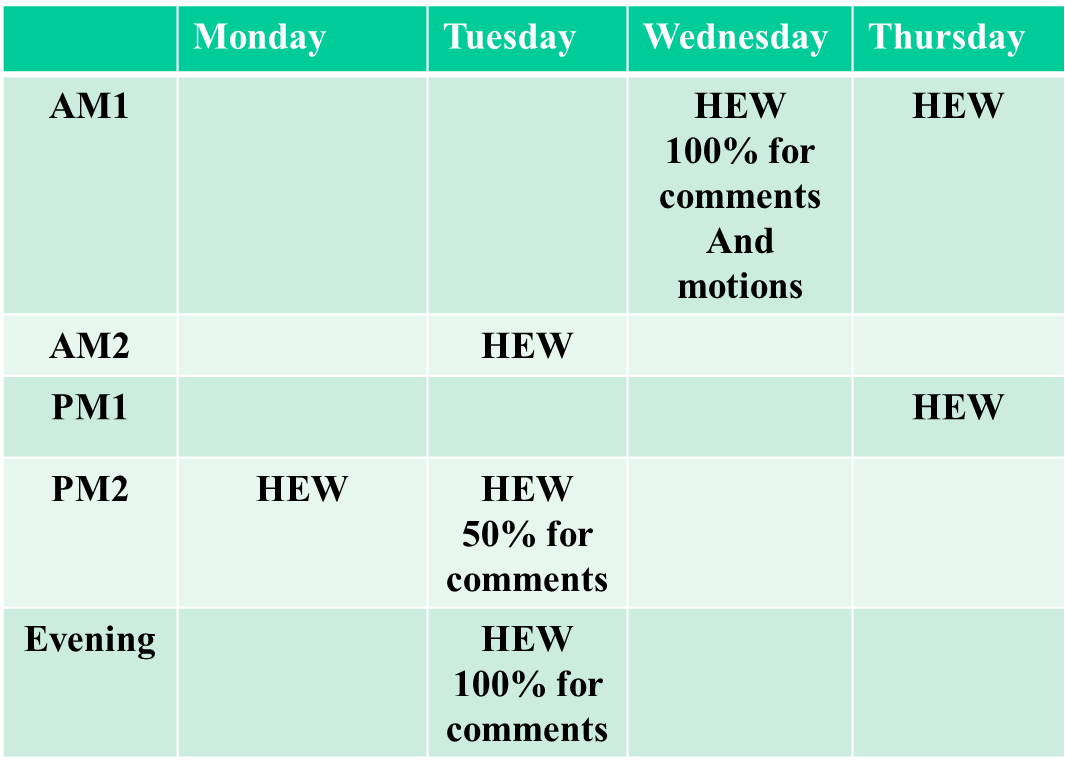 Monday Tuesday Wednesday Thursday
AM1 HEW HEW
100% for
comments
And
motions
AM2 HEW
PM1 HEW
PM2 HEW HEW
50% for
comments
Evening HEW
100% for
comments